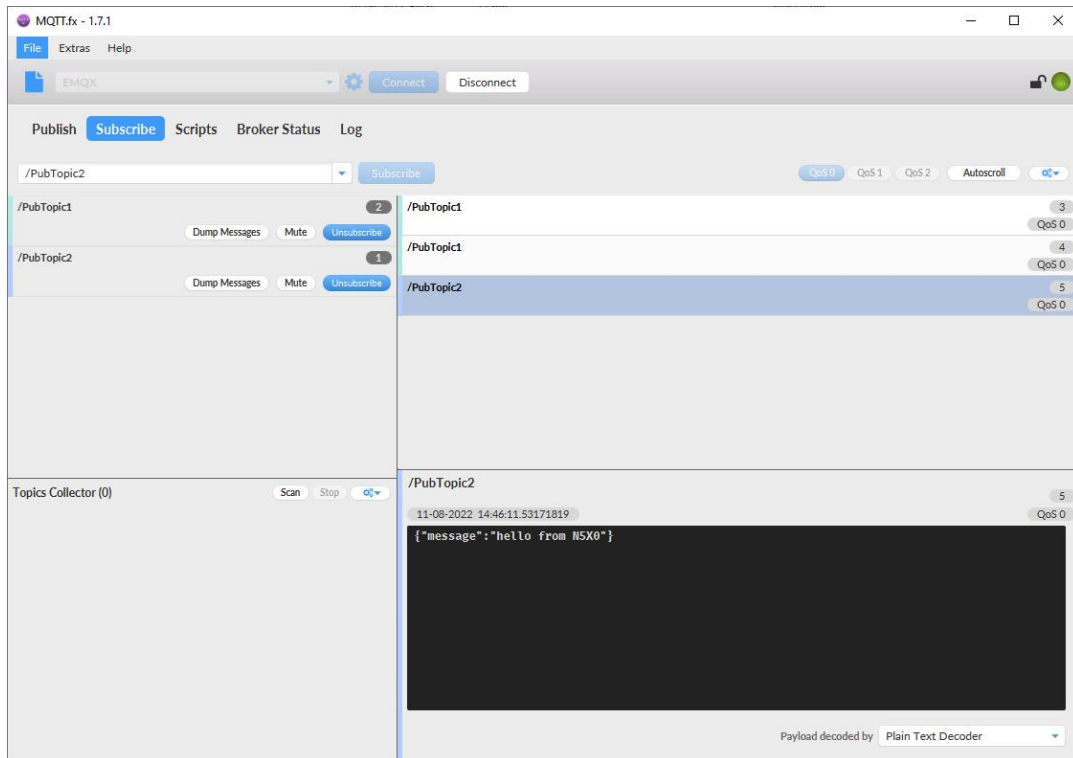 MQTT.fx - 1.7.1
File Extras Help
EMQX Connect Disconnect
Publish Subscribe Scripts Broker Status Log
/PubTopic2 Subscribe QoS 0 QoS 1 QoS 2 Autoscroll
/PubTopic1 2
Dump Messages Mute Unsubscribe
/PubTopic2 1
Dump Messages Mute Unsubscribe
/PubTopic1 3
QoS 0
/PubTopic1 4
QoS 0
/PubTopic2 5
QoS 0
Topics Collector (0) Scan Stop
/PubTopic2 5
11-08-2022 14:46:11.53171819 QoS 0
{"message":"hello from N5X0"}
Payload decoded by Plain Text Decoder